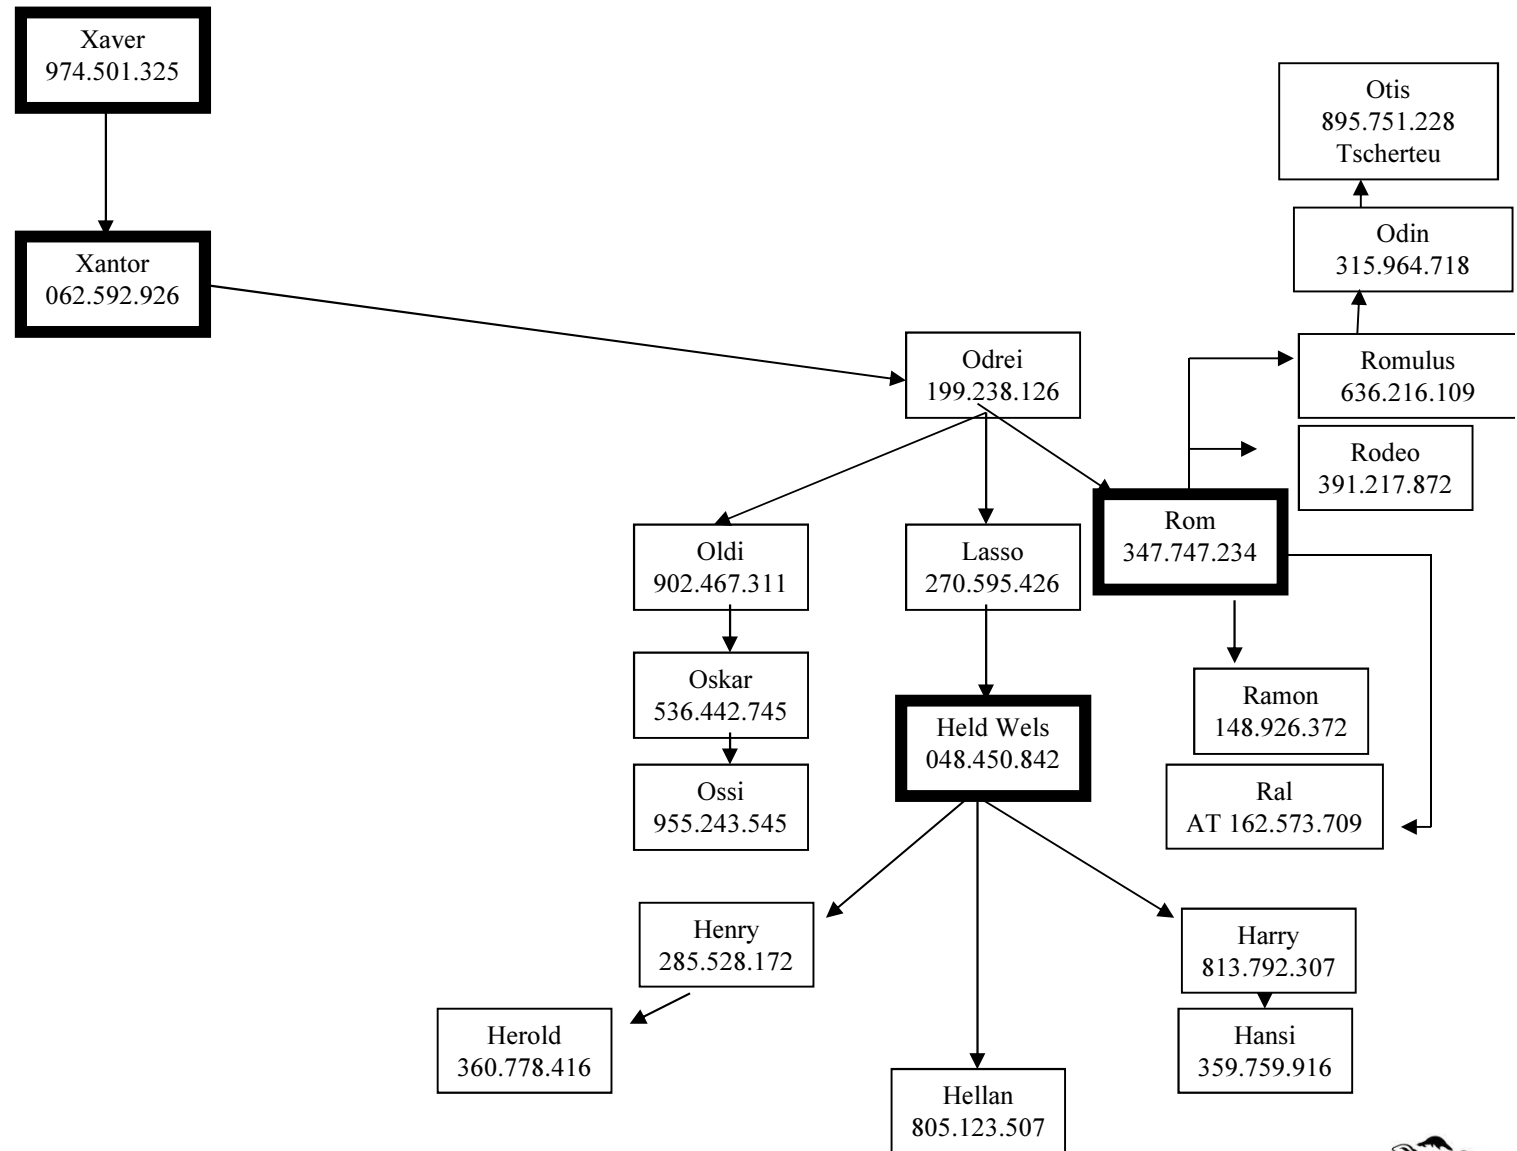 Xaver
974.501.325
Otis
895.751.228
Tscherteu
Odin
315.964.718
Xantor
062.592.926
Odrei
199.238.126
Romulus
636.216.109
Rodeo
391.217.872
Rom
347.747.234
Oldi
902.467.311
Lasso
270.595.426
Oskar
536.442.745
Ramon
148.926.372
Held Wels
048.450.842
Ossi
955.243.545
Ral
AT 162.573.709
Henry
285.528.172
Harry
813.792.307
Herold
360.778.416
Hansi
359.759.916
Hellan
805.123.507